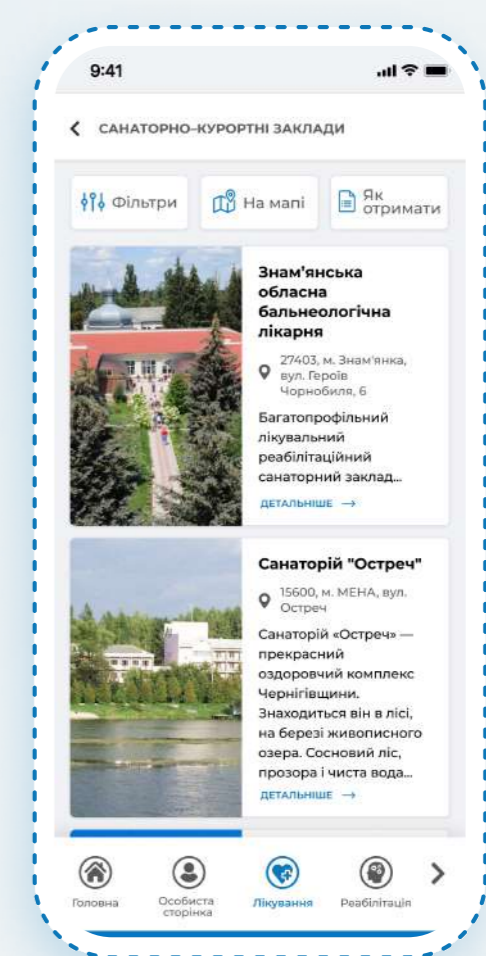 9:41
САНАТОРНО-КУРОРТНІ ЗАКЛАДИ
Фільтри
На мапі
Як
отримати
Знам'янська
обласна
бальнеологічна
лікарня
27403, м. Знам'янка,
вул. Героїв
Чорнобиля, 6
Багатопрофільний
лікувальний
реабілітаційний
санаторний заклад...
ДЕТАЛЬНІШЕ →
Санаторій "Остреч"
15600, м. МЕНА, вул.
Остреч
Санаторій «Остреч» —
прекрасний
оздоровчий комплекс
Чернігівщини.
Знаходиться він в лісі,
на березі живописного
озера. Сосновий ліс,
прозора і чиста вода...
ДЕТАЛЬНІШЕ →
Головна
Особиста
сторінка
Лікування
Реабілітація